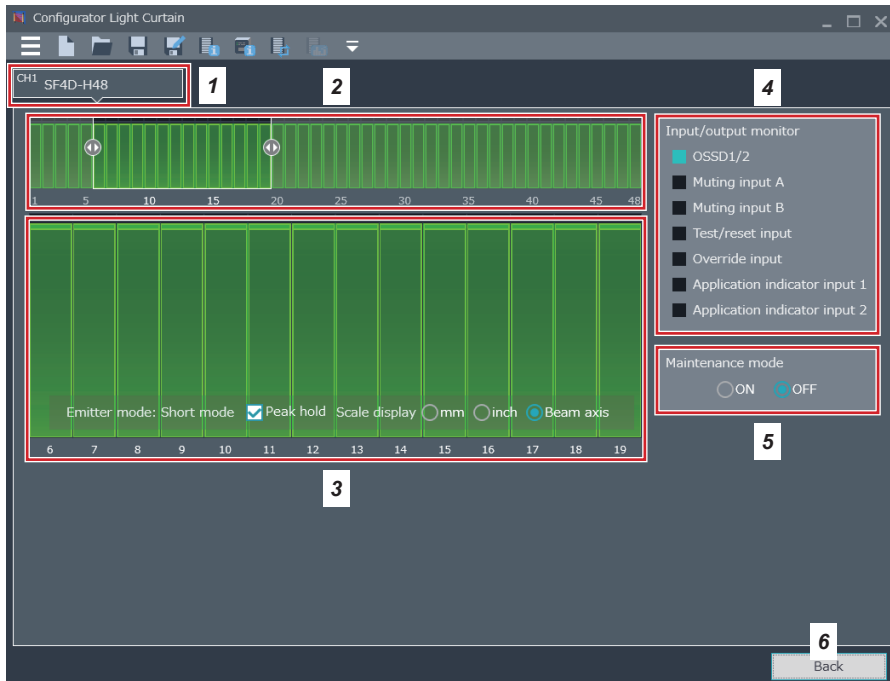 Configurator Light Curtain
CH1 SF4D-H48
1
2
4
1 5 10 15 20 25 30 35 40 45 48
Input/output monitor
OSSD1/2
Muting input A
Muting input B
Test/reset input
Override input
Application indicator input 1
Application indicator input 2
Emitter mode: Short mode Peak hold Scale display mm inch Beam axis
6 7 8 9 10 11 12 13 14 15 16 17 18 19
3
Maintenance mode
ON OFF
5
6
Back